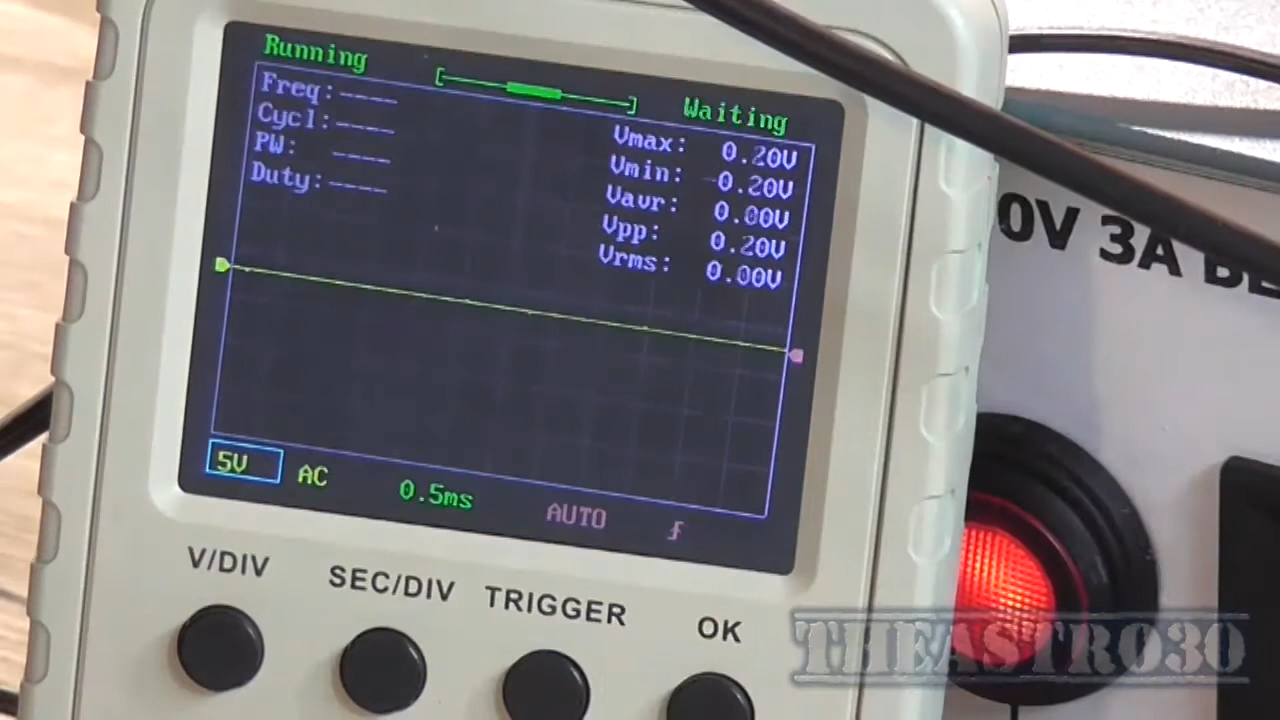 Running
Waiting
Freq:----
Cycl:----
PW: ----
Duty:----
Vmax: 0.20V
Vmin: -0.20V
Vavr: 0.00V
Vpp: 0.20V
Vrms: 0.00V
5V AC 0.5ms AUTO
V/DIV SEC/DIV TRIGGER OK
0V 3A
THEASTRO30